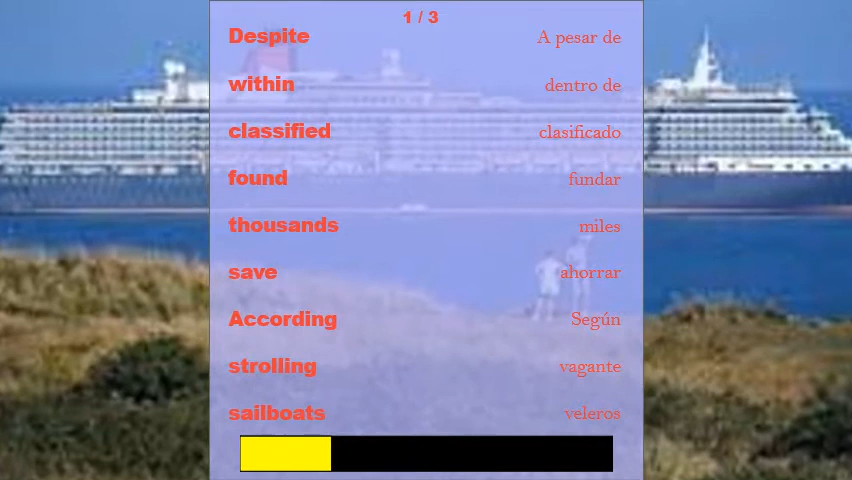 1 / 3
Despite A pesar de
within dentro de
classified clasificado
found fundar
thousands miles
save ahorrar
According Según
strolling vagante
sailboats veleros